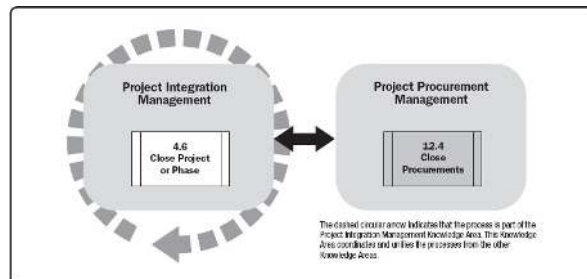 Project Integration
Management
4.6
Close Project
or Phase
Project Procurement
Management
12.4
Close
Procurements
The dashed circular arrow indicates that the process is part of the
Project Integration Management Knowledge Area. This Knowledge
Area coordinates and unifies the processes from the other
Knowledge Areas.